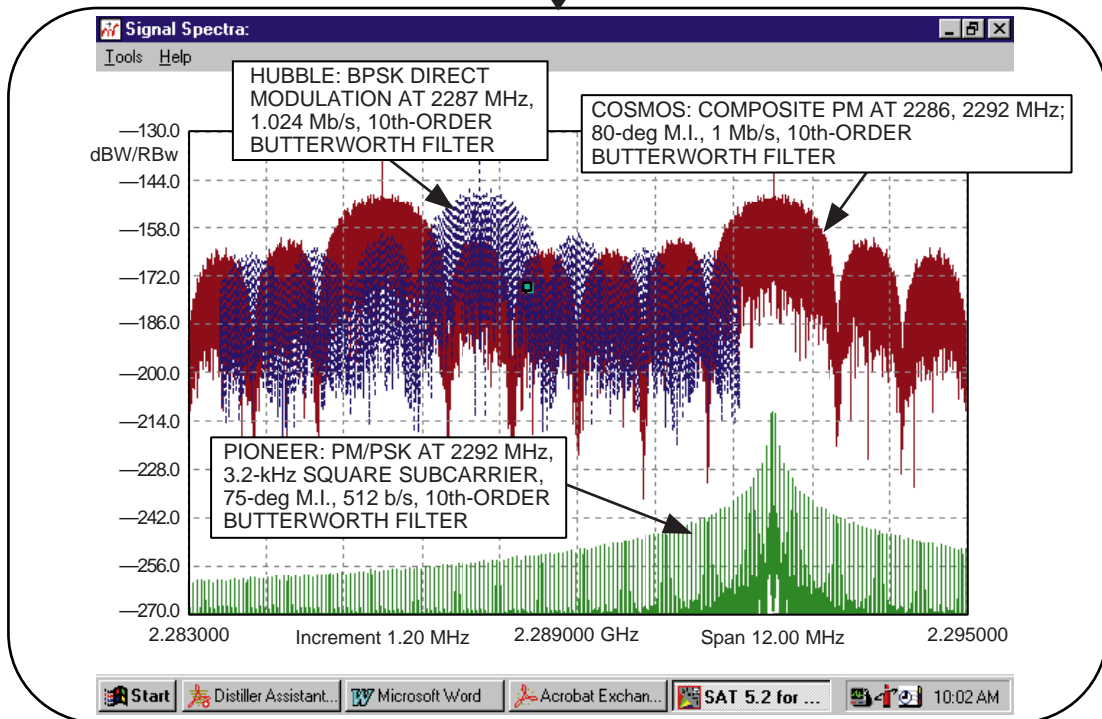 Signal Spectra:
Tools Help
HUBBLE: BPSK DIRECT
MODULATION AT 2287 MHz,
1.024 Mb/s, 10th-ORDER
BUTTERWORTH FILTER
COSMOS: COMPOSITE PM AT 2286, 2292 MHz;
80-deg M.I., 1 Mb/s, 10th-ORDER
BUTTERWORTH FILTER
—130.0
dBW/RBw
—144.0
—158.0
—172.0
—186.0
—200.0
—214.0
—228.0
—242.0
—256.0
—270.0
PIONEER: PM/PSK AT 2292 MHz,
3.2-kHz SQUARE SUBCARRIER,
75-deg M.I., 512 b/s, 10th-ORDER
BUTTERWORTH FILTER
2.283000 Increment 1.20 MHz 2.289000 GHz Span 12.00 MHz 2.295000
Start Distiller Assistant... Microsoft Word Acrobat Exchan... SAT 5.2 for ... 10:02 AM